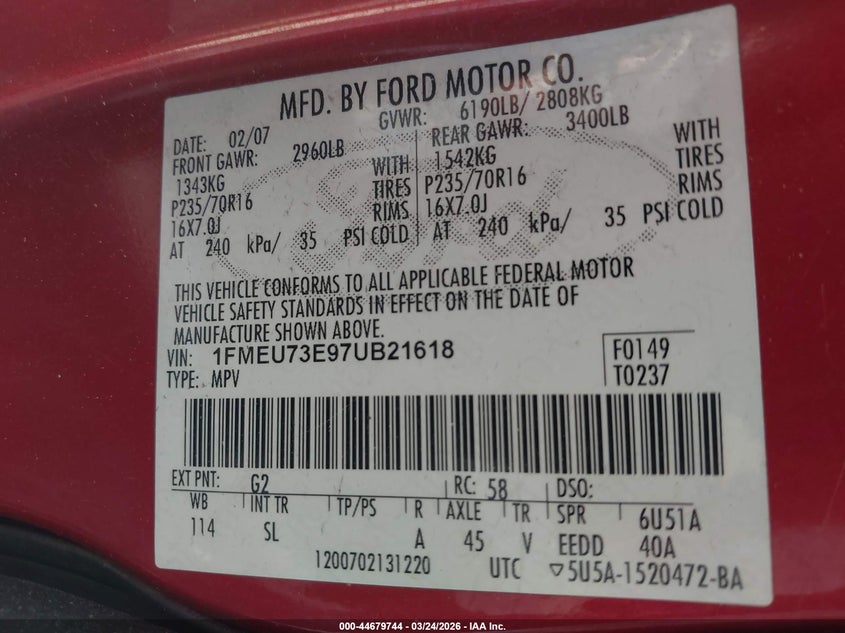 MFD. BY FORD MOTOR CO.
DATE: 02/07 GVWR: 6190LB/ 2808KG
FRONT GAWR: 2960LB REAR GAWR: 3400LB
1343KG WITH 1542KG WITH
P235/70R16 TIRES P235/70R16 TIRES
16X7.0J RIMS 16X7.0J RIMS
AT 240 kPa/ 35 PSI COLD AT 240 kPa/ 35 PSI COLD
THIS VEHICLE CONFORMS TO ALL APPLICABLE FEDERAL MOTOR
VEHICLE SAFETY STANDARDS IN EFFECT ON THE DATE OF
MANUFACTURE SHOWN ABOVE.
VIN: 1FMEU73E97UB21618 F0149
TYPE: MPV T0237
EXT PNT: G2 RC: 58 DSO:
WB INT TR TP/PS R AXLE TR SPR 6U51A
114 SL A 45 V EEDD 40A
1200702131220 UTC ▽5U5A-1520472-BA
Ford
000-44679744 - 03/24/2026 - IAA Inc.